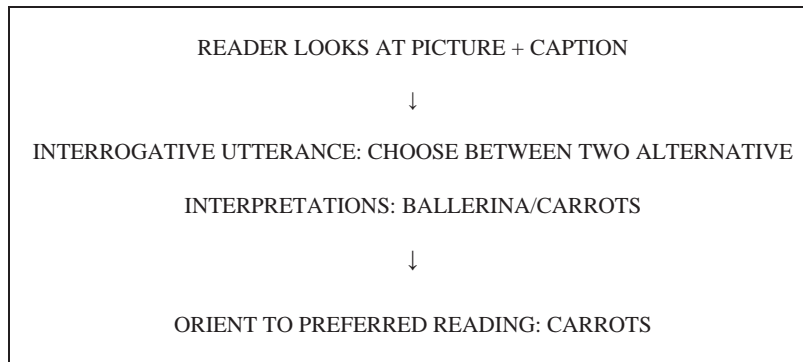 READER LOOKS AT PICTURE + CAPTION
↓
INTERROGATIVE UTTERANCE: CHOOSE BETWEEN TWO ALTERNATIVE
INTERPRETATIONS: BALLERINA/CARROTS
↓
ORIENT TO PREFERRED READING: CARROTS